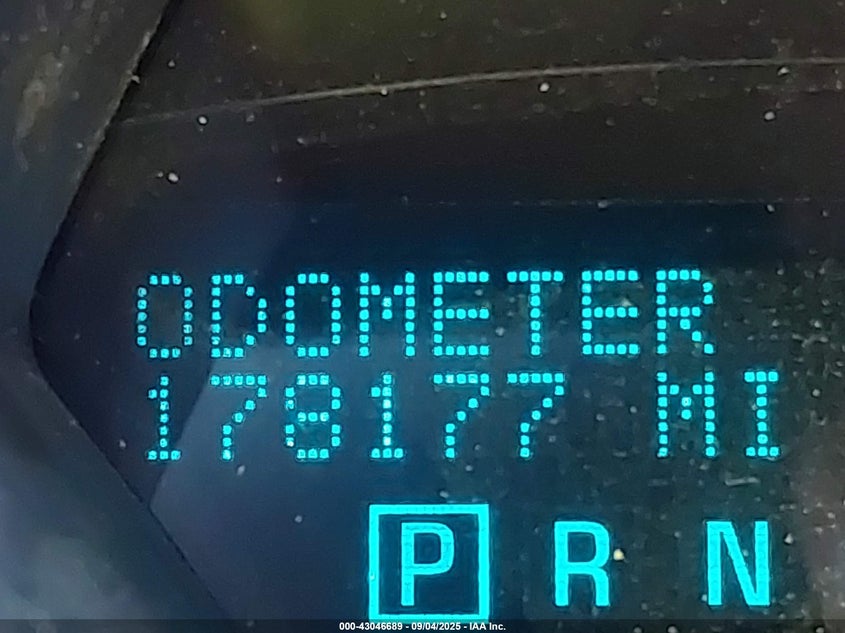 ODOMETER
178177 MI
P R N
000-43046689 - 09/04/2025 - IAA Inc.